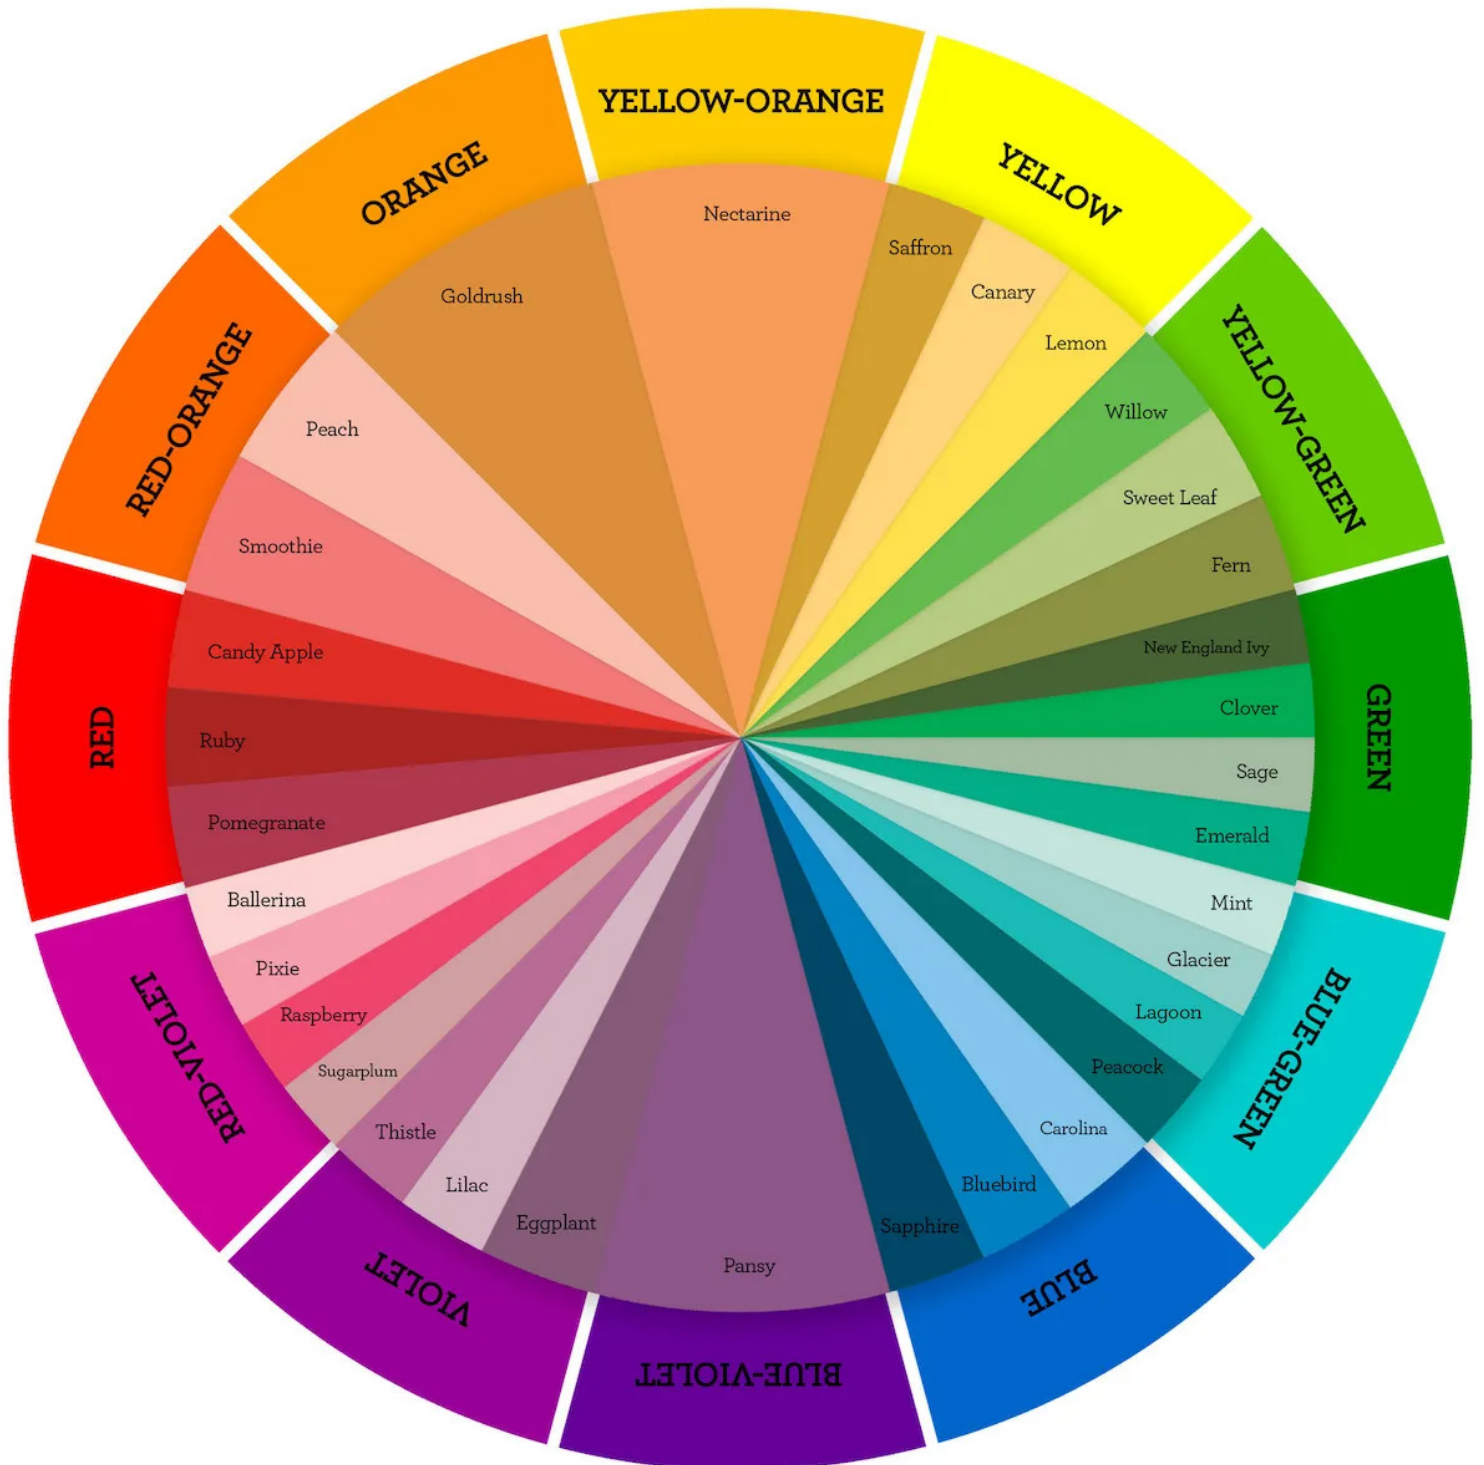 YELLOW-ORANGE
YELLOW
YELLOW-GREEN
GREEN
BLUE-GREEN
BLUE
BLUE-VIOLET
VIOLET
RED-VIOLET
RED
RED-ORANGE
ORANGE
Nectarine
Saffron
Canary
Lemon
Willow
Sweet Leaf
Fern
New England Ivy
Clover
Sage
Emerald
Mint
Glacier
Lagoon
Peacock
Carolina
Bluebird
Sapphire
Pansy
Eggplant
Lilac
Thistle
Sugarplum
Raspberry
Pixie
Ballerina
Pomegranate
Ruby
Candy Apple
Smoothie
Peach
Goldrush